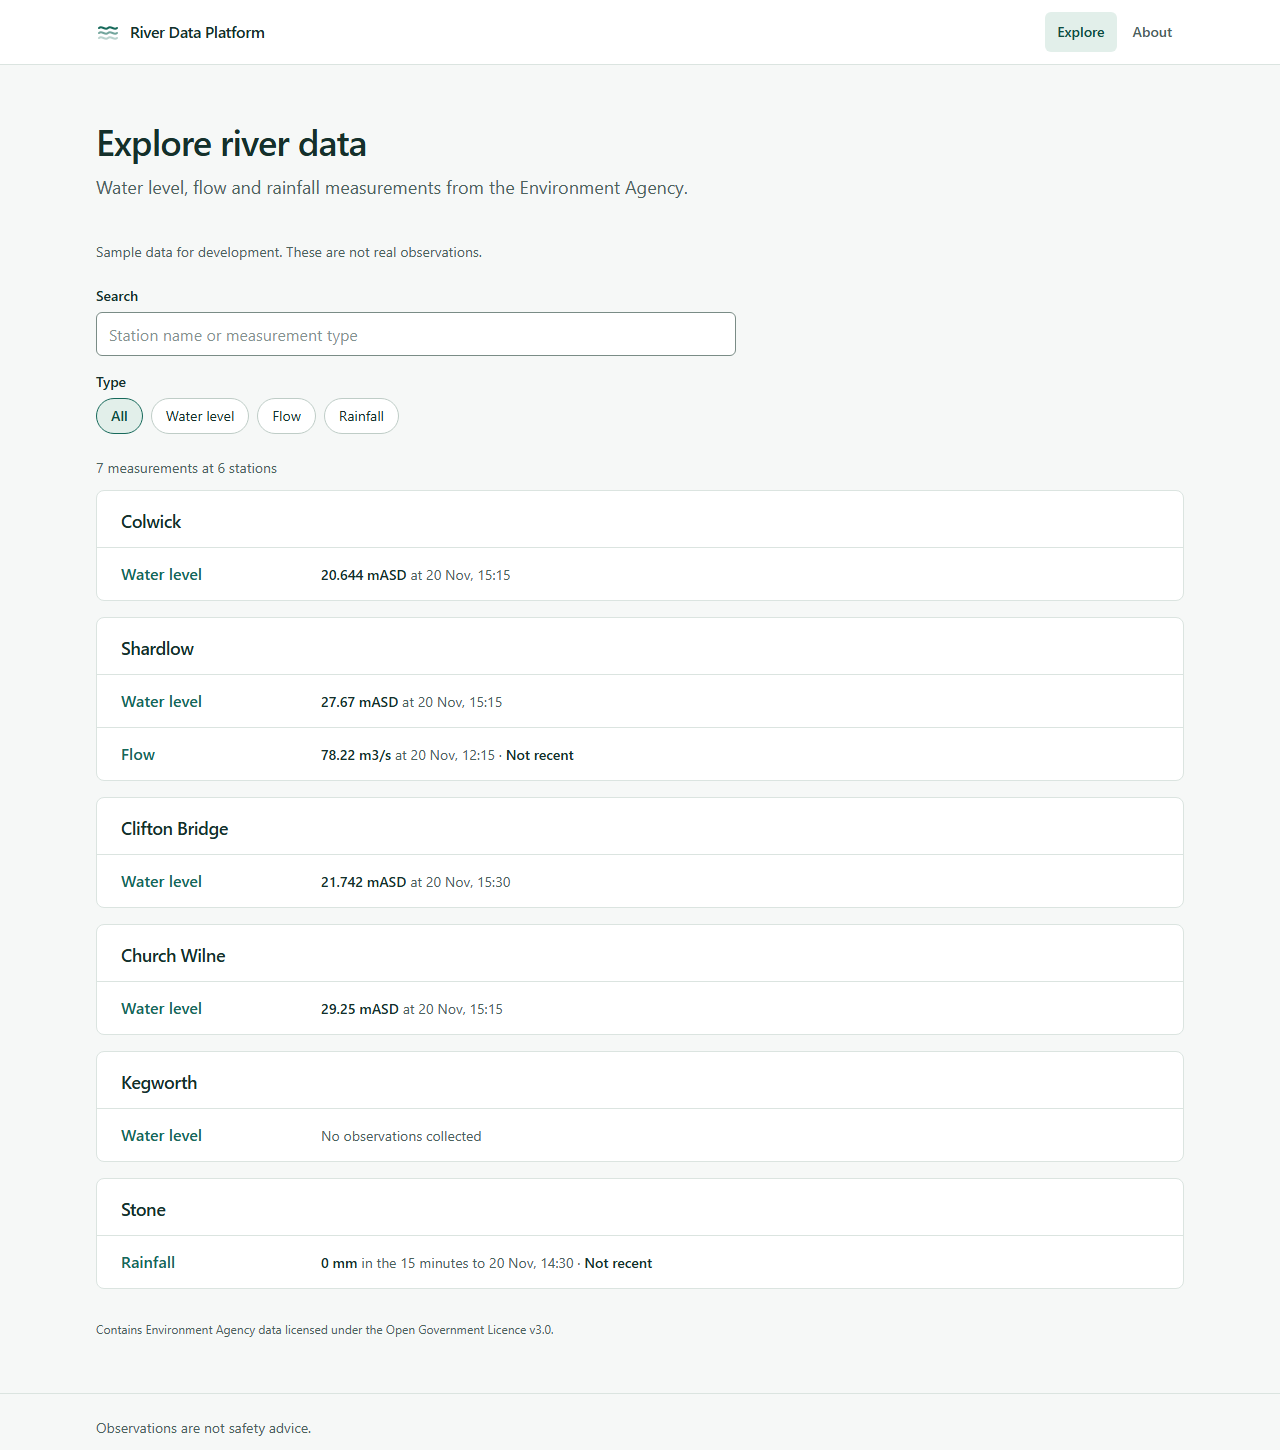 River Data Platform
Explore
About
Explore river data
Water level, flow and rainfall measurements from the Environment Agency.
Sample data for development. These are not real observations.
Search
Station name or measurement type
Type
All
Water level
Flow
Rainfall
7 measurements at 6 stations
Colwick
Water level
20.644 mASD at 20 Nov, 15:15
Shardlow
Water level
27.67 mASD at 20 Nov, 15:15
Flow
78.22 m3/s at 20 Nov, 12:15 · Not recent
Clifton Bridge
Water level
21.742 mASD at 20 Nov, 15:30
Church Wilne
Water level
29.25 mASD at 20 Nov, 15:15
Kegworth
Water level
No observations collected
Stone
Rainfall
0 mm in the 15 minutes to 20 Nov, 14:30 · Not recent
Contains Environment Agency data licensed under the Open Government Licence v3.0.
Observations are not safety advice.